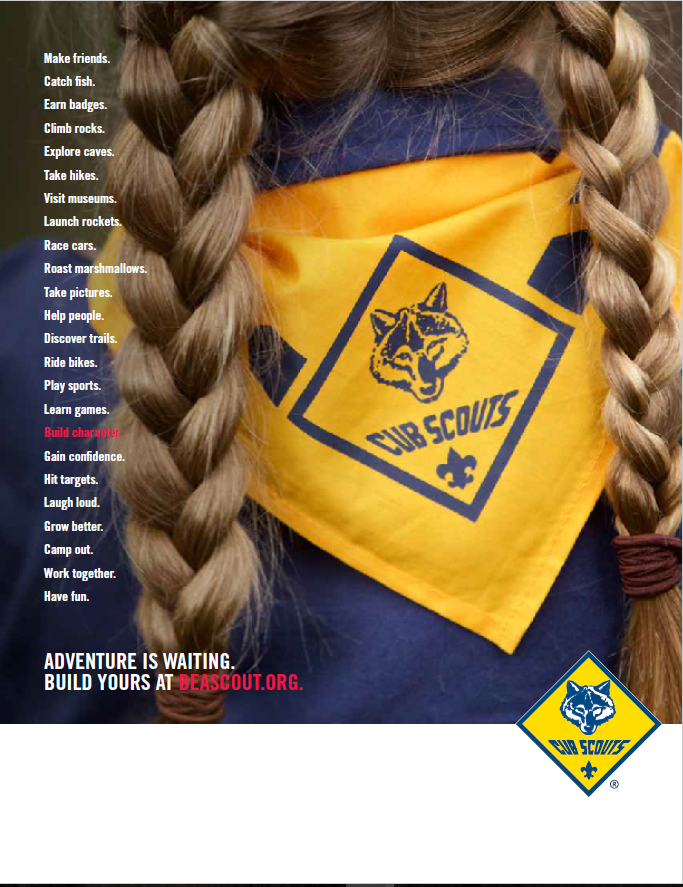 Make friends.
Catch fish.
Earn badges.
Climb rocks.
Explore caves.
Take hikes.
Visit museums.
Launch rockets.
Race cars.
Roast marshmallows.
Take pictures.
Help people.
Discover trails.
Ride bikes.
Play sports.
Learn games.
Build character.
Gain confidence.
Hit targets.
Laugh loud.
Grow better.
Camp out.
Work together.
Have fun.
CUB SCOUTS
ADVENTURE IS WAITING.
BUILD YOURS AT BEASCOUT.ORG.
CUB SCOUTS
®